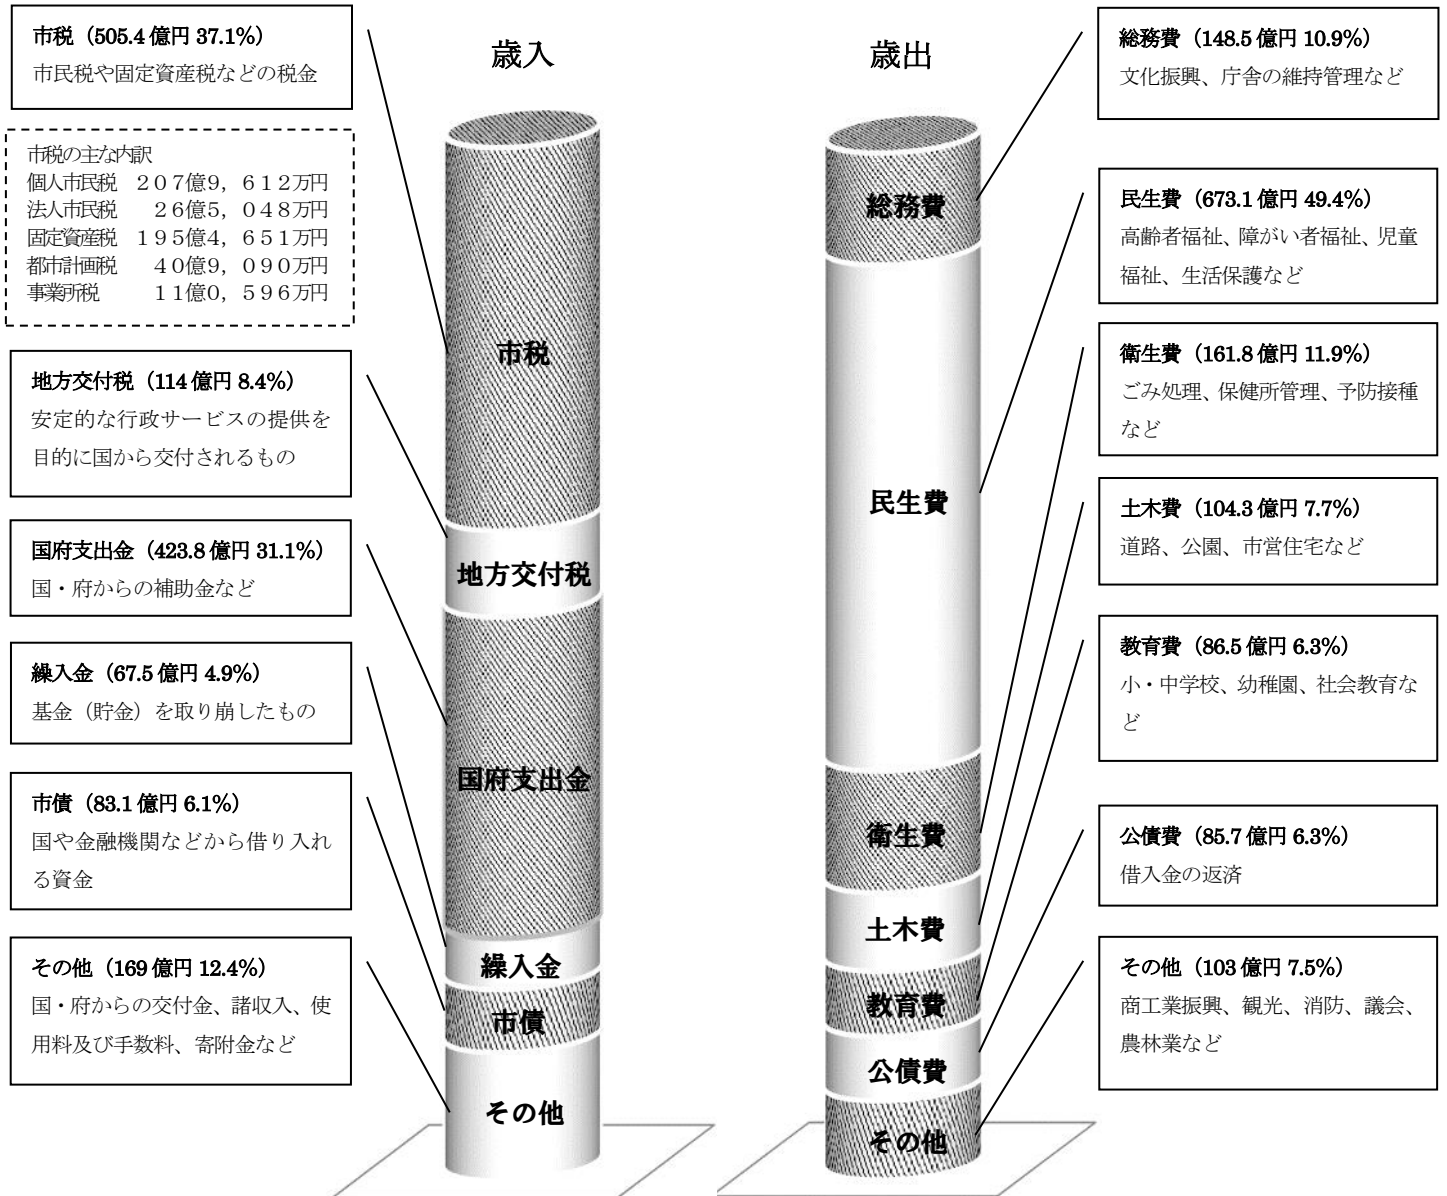 市税（505.4 億円 37.1%）
市民税や固定資産税などの税金
市税の主な内訳
個人市民税　２０７億９，６１２万円
法人市民税　　２６億５，０４８万円
固定資産税　１９５億４，６５１万円
都市計画税　　４０億９，０９０万円
事業所税　　　１１億０，５９６万円
地方交付税（114 億円 8.4%）
安定的な行政サービスの提供を
目的に国から交付されるもの
国府支出金（423.8 億円 31.1%）
国・府からの補助金など
繰入金（67.5 億円 4.9%）
基金（貯金）を取り崩したもの
市債（83.1 億円 6.1%）
国や金融機関などから借り入れ
る資金
その他（169 億円 12.4%）
国・府からの交付金、諸収入、使
用料及び手数料、寄附金など
歳入
市税
地方交付税
国府支出金
繰入金
市債
その他
歳出
総務費
民生費
衛生費
土木費
教育費
公債費
その他
総務費（148.5 億円 10.9%）
文化振興、庁舎の維持管理など
民生費（673.1 億円 49.4%）
高齢者福祉、障がい者福祉、児童
福祉、生活保護など
衛生費（161.8 億円 11.9%）
ごみ処理、保健所管理、予防接種
など
土木費（104.3 億円 7.7%）
道路、公園、市営住宅など
教育費（86.5 億円 6.3%）
小・中学校、幼稚園、社会教育な
ど
公債費（85.7 億円 6.3%）
借入金の返済
その他（103 億円 7.5%）
商工業振興、観光、消防、議会、
農林業など